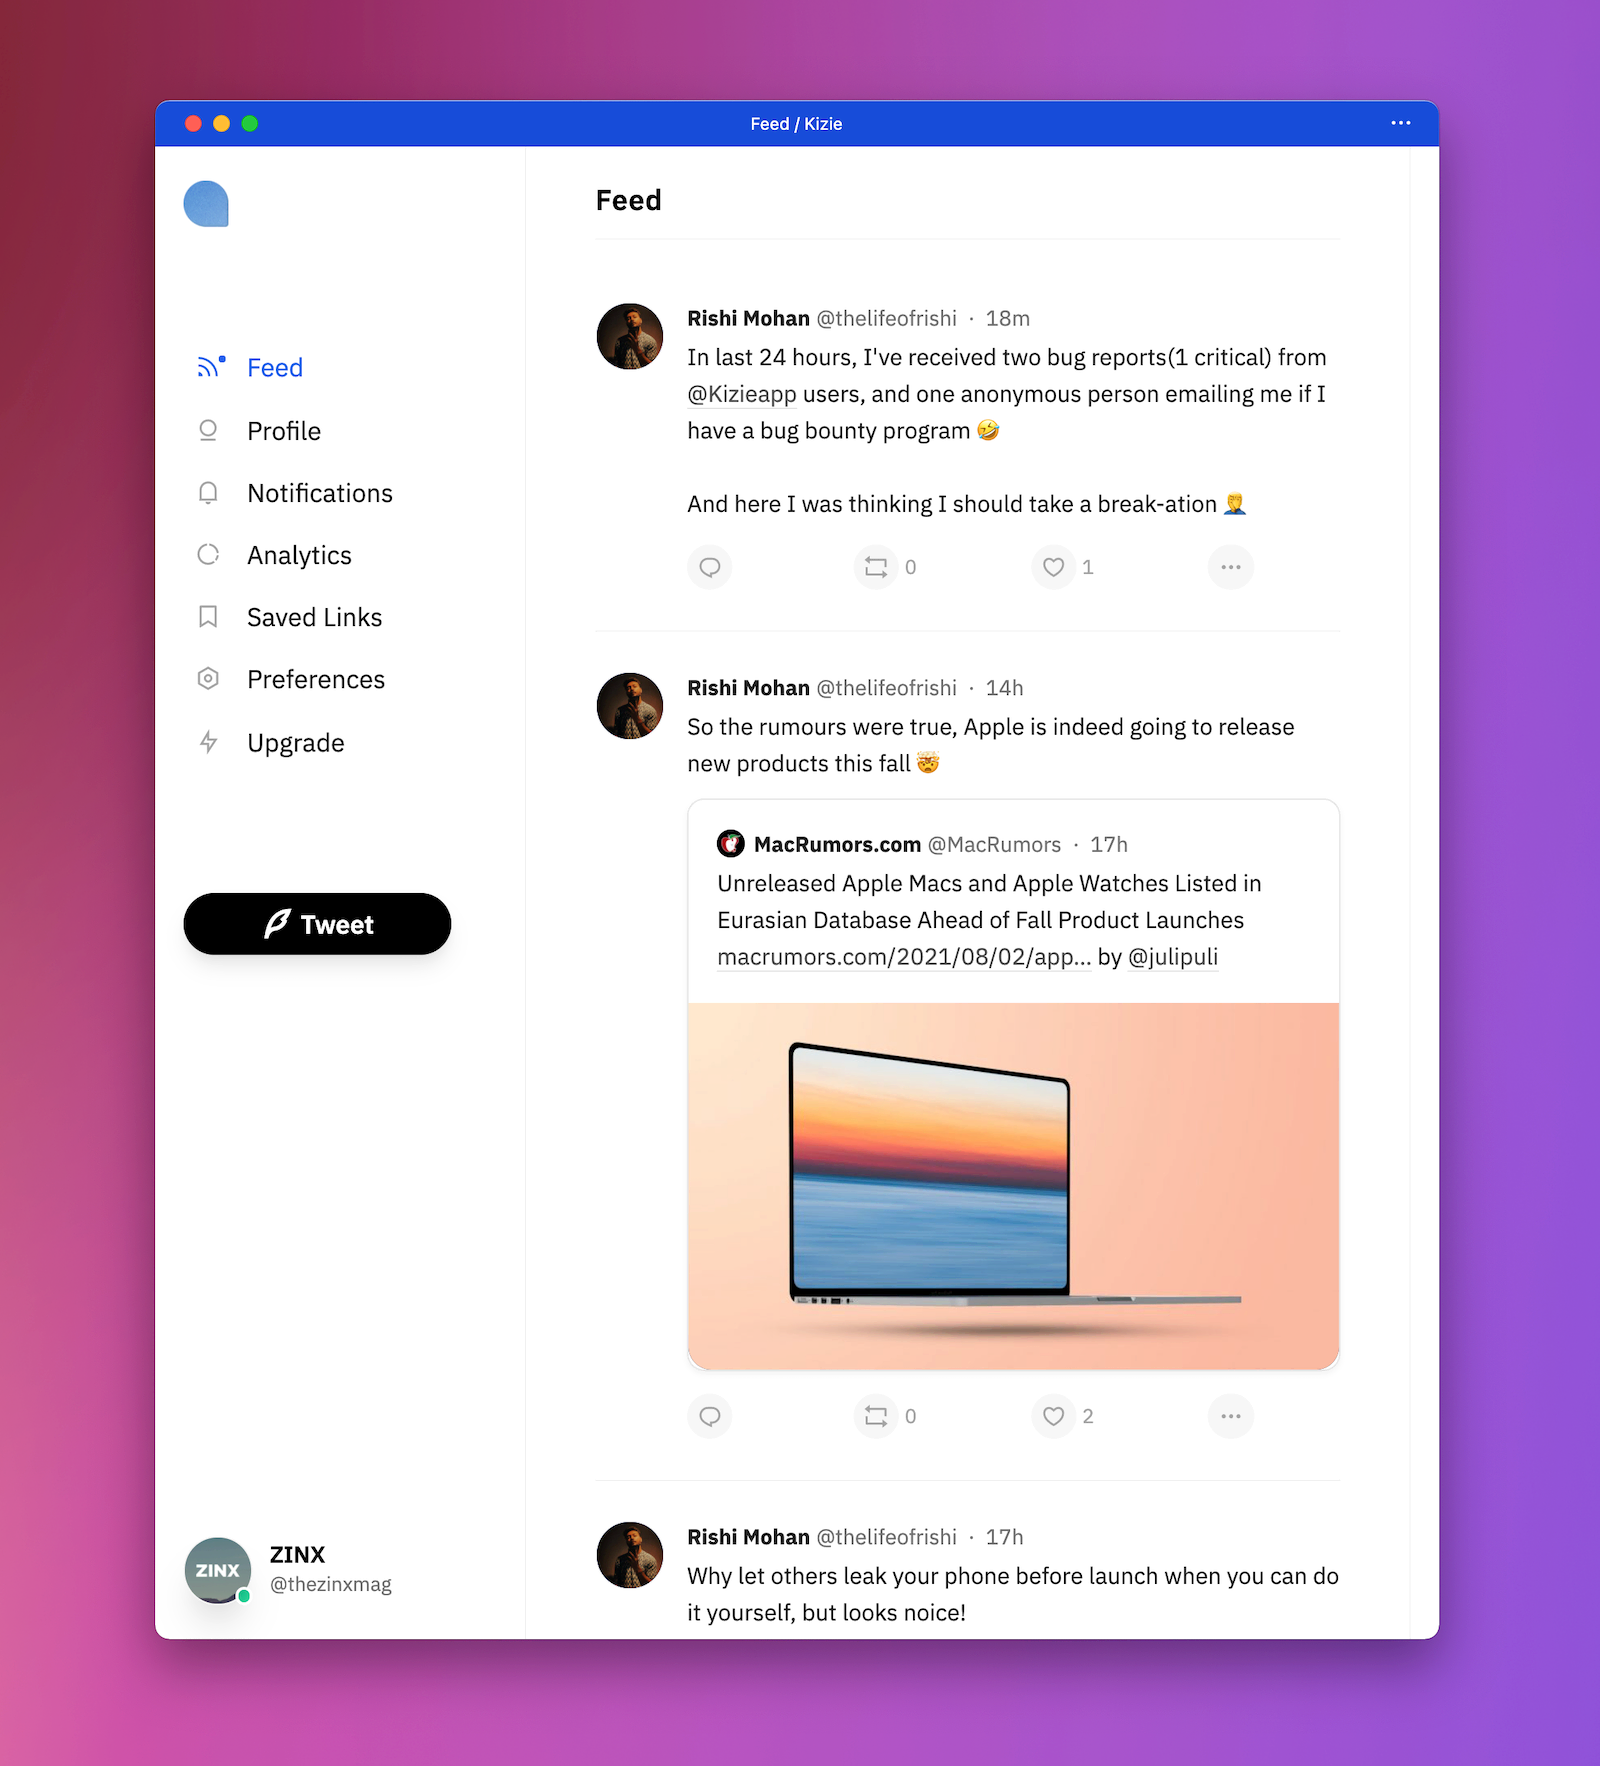 Feed / Kizie
Feed
Profile
Notifications
Analytics
Saved Links
Preferences
Upgrade
Tweet
ZINX
ZINX
@thezinxmag
Feed
Rishi Mohan @thelifeofrishi · 18m
In last 24 hours, I've received two bug reports(1 critical) from
@Kizieapp users, and one anonymous person emailing me if I
have a bug bounty program 🤣
And here I was thinking I should take a break-ation 🤦‍♂️
0
1
Rishi Mohan @thelifeofrishi · 14h
So the rumours were true, Apple is indeed going to release
new products this fall 🤯
MacRumors.com @MacRumors · 17h
Unreleased Apple Macs and Apple Watches Listed in
Eurasian Database Ahead of Fall Product Launches
macrumors.com/2021/08/02/app… by @julipuli
0
2
Rishi Mohan @thelifeofrishi · 17h
Why let others leak your phone before launch when you can do
it yourself, but looks noice!